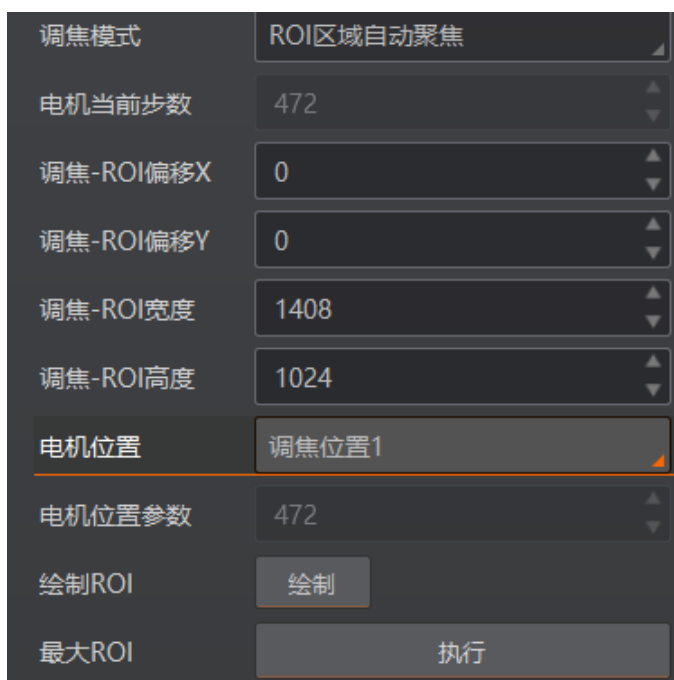 调焦模式 ROI区域自动聚焦
电机当前步数 472
调焦-ROI偏移X 0
调焦-ROI偏移Y 0
调焦-ROI宽度 1408
调焦-ROI高度 1024
电机位置 调焦位置1
电机位置参数 472
绘制ROI 绘制
最大ROI 执行